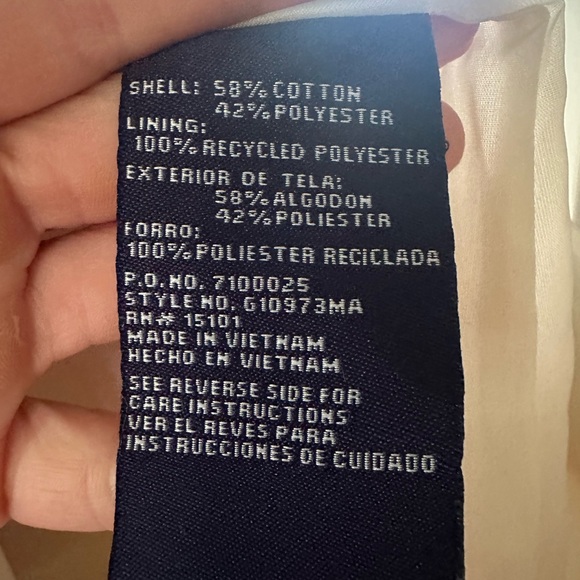 SHELL: 58% COTTON
42% POLYESTER
LINING:
100% RECYCLED POLYESTER
EXTERIOR DE TELA:
58% ALGODON
42% POLIESTER
FORRO:
100% POLIESTER RECICLADA
P.O.NO. 7100025
STYLE NO. G10973MA
RN# 15101
MADE IN VIETNAM
HECHO EN VIETNAM
SEE REVERSE SIDE FOR
CARE INSTRUCTIONS
VER EL REVES PARA
INSTRUCCIONES DE CUIDADO